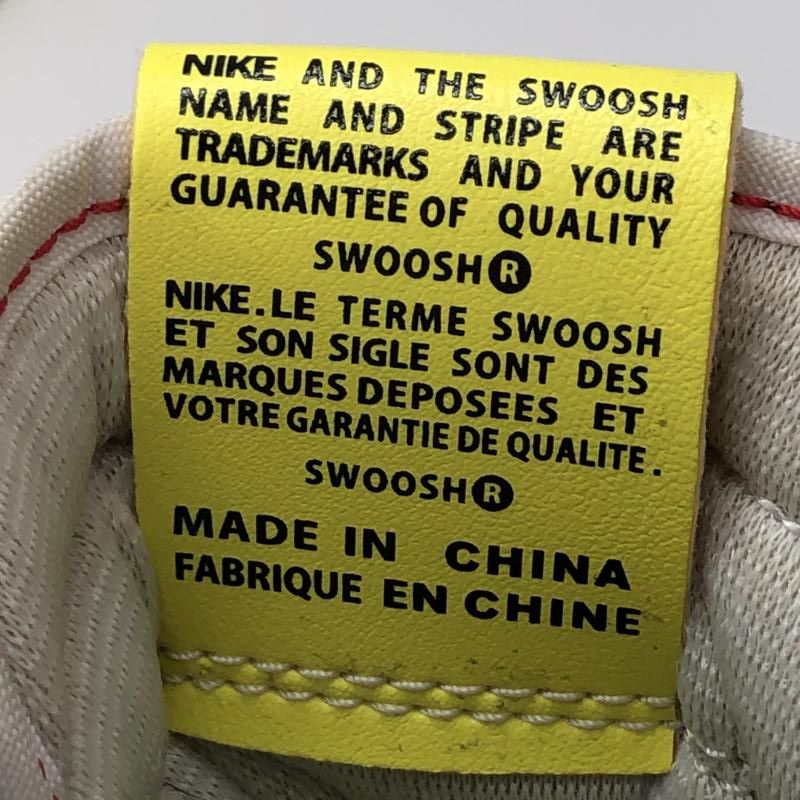 NIKE AND THE SWOOSH
NAME AND STRIPE ARE
TRADEMARKS AND YOUR
GUARANTEE OF QUALITY
SWOOSH®
NIKE.LE TERME SWOOSH
ET SON SIGLE SONT DES
MARQUES DEPOSEES ET
VOTRE GARANTIE DE QUALITE.
SWOOSH®
MADE IN CHINA
FABRIQUE EN CHINE